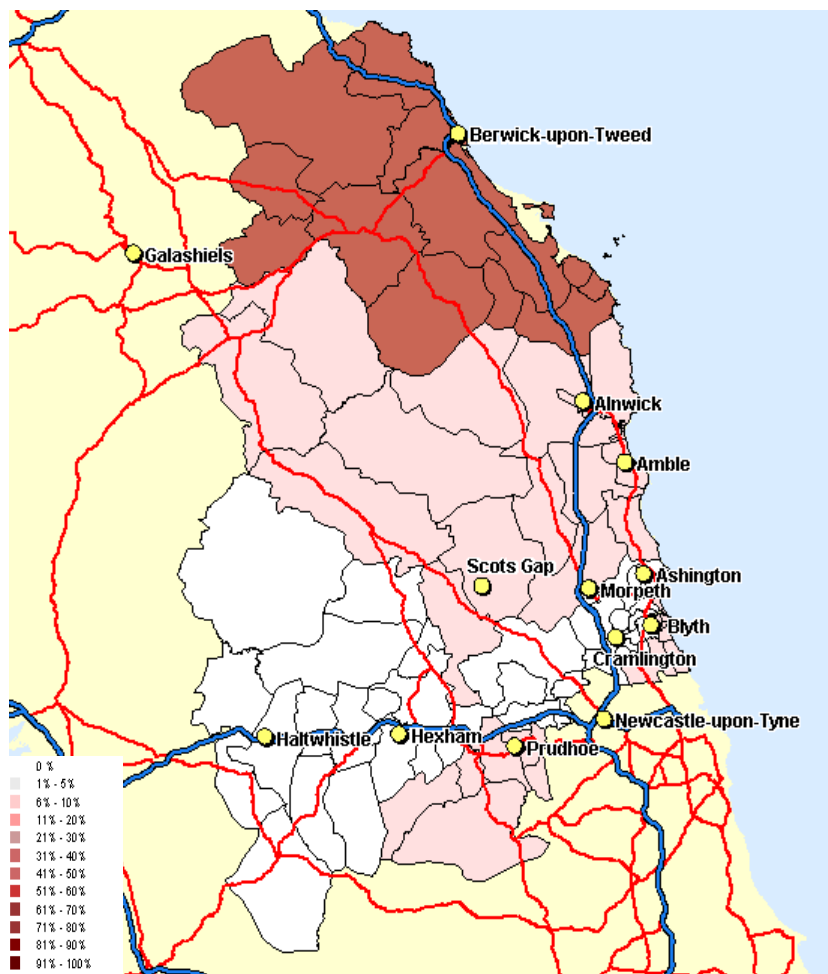 Berwick-upon-Tweed
Galashiels
Alnwick
Amble
Scots Gap
Ashington
Morpeth
Blyth
Cramlington
Newcastle-upon-Tyne
Haltwhistle
Hexham
Prudhoe
0 %
1% - 5%
6% - 10%
11% - 20%
21% - 30%
31% - 40%
41% - 50%
51% - 60%
61% - 70%
71% - 80%
81% - 90%
91% - 100%